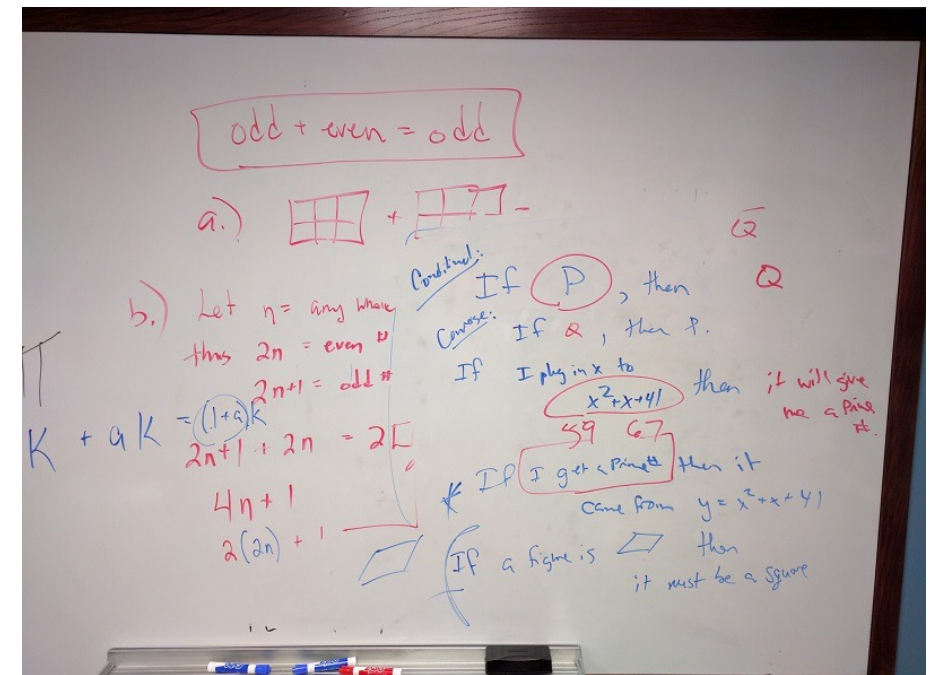 odd + even = odd
a.) + -
b.) Let n = any whole
thus 2n = even #
2n+1 = odd #
K + aK = (1+a)K
2n+1 + 2n = 2
4n+1
2(2n) + 1
Q
Conditional: If P, then Q
Converse: If Q, then P.
If I plug in x to
x²+x+41 then it will give
me a Prime
#.
59 67
* If I get a Prime # then it
came from y = x²+x+41
If a figure is then
it must be a square